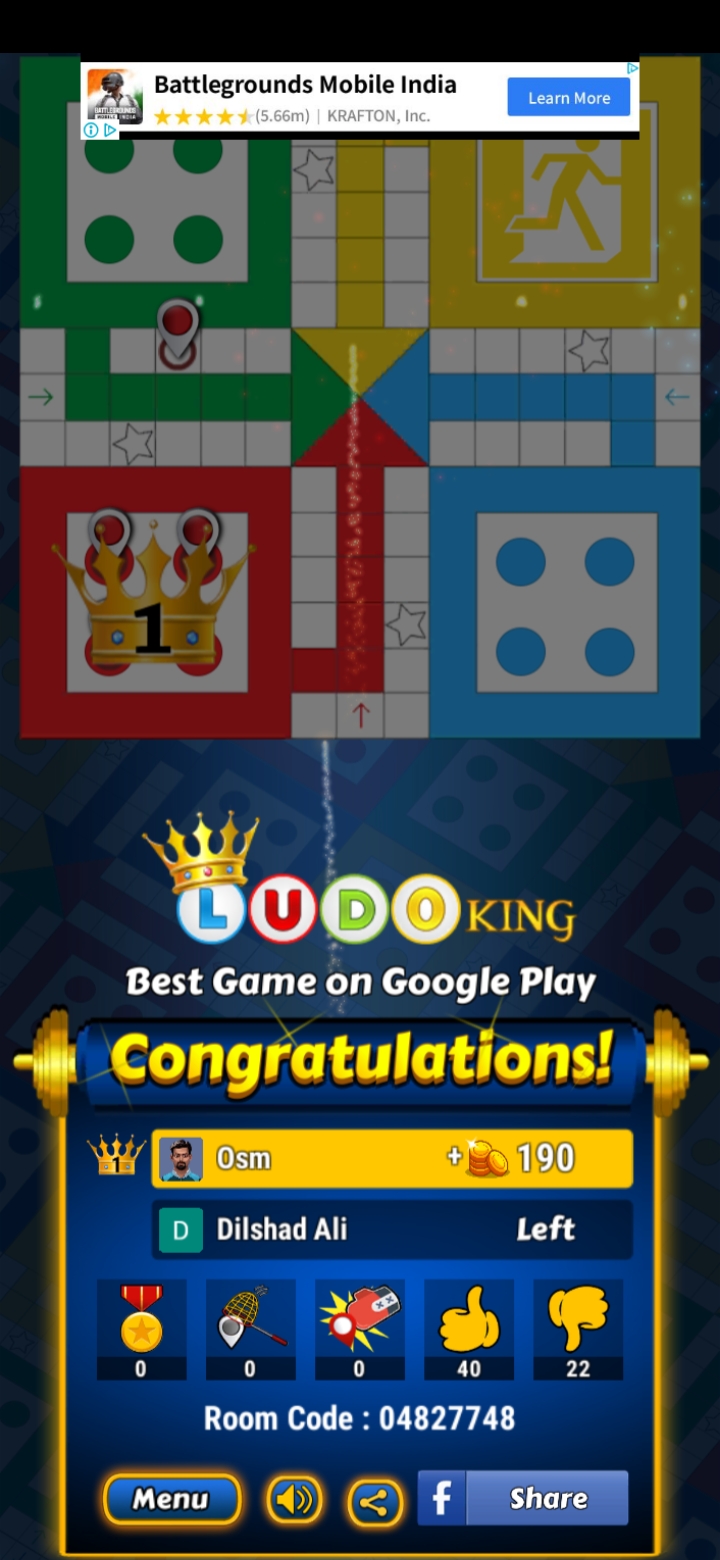 Battlegrounds Mobile India
(5.66m) | KRAFTON, Inc.
Learn More
1
LUDO KING
Best Game on Google Play
Congratulations!
1
Osm
+ 190
D
Dilshad Ali
Left
0
0
0
40
22
Room Code : 04827748
Menu
f
Share